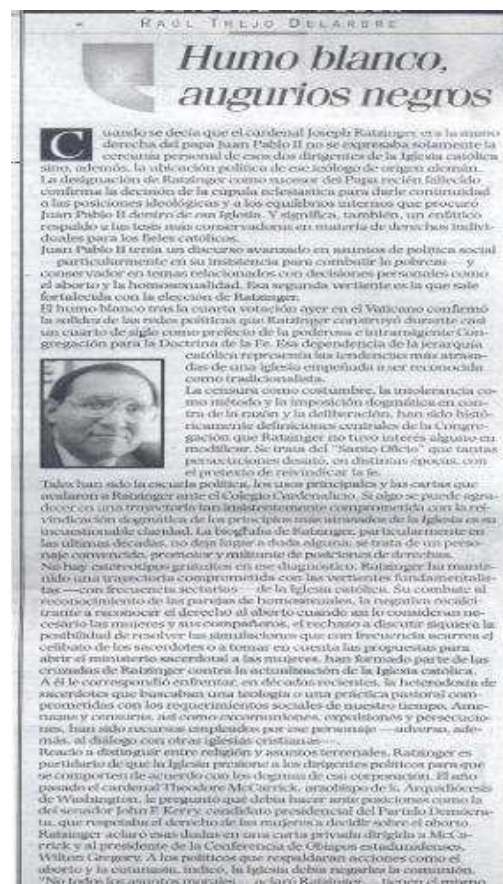 RAÚL TREJO DELARBRE
Humo blanco,
augurios negros
Cuando se decía que el cardenal Joseph Ratzinger era la mano
derecha del papa Juan Pablo II no se expresaba solamente la
cercanía personal de esos dos dirigentes de la Iglesia católica
sino, además, la ubicación política de ese teólogo de origen alemán.
La designación de Ratzinger como sucesor del Papa recién fallecido
confirma la decisión de la cúpula eclesiástica para darle continuidad
a las posiciones ideológicas y a los equilibrios internos que procuró
Juan Pablo II dentro de esa Iglesia. Y significa, también, un enfático
respaldo a las tesis más conservadoras en materia de derechos indivi-
duales para los fieles católicos.
Juan Pablo II tenía un discurso avanzado en asuntos de política social
—particularmente en su insistencia para combatir la pobreza— y
conservador en temas relacionados con decisiones personales como
el aborto y la homosexualidad. Esa segunda vertiente es la que sale
fortalecida con la elección de Ratzinger.
El humo blanco tras la cuarta votación ayer en el Vaticano confirmó
la solidez de las redes políticas que Ratzinger construyó durante casi
un cuarto de siglo como prefecto de la poderosa e intransigente Con-
gregación para la Doctrina de la Fe. Esa dependencia de la jerarquía
católica representa las tendencias más atrasa-
das de una iglesia empeñada a ser reconocida
como tradicionalista.
La censura como costumbre, la intolerancia co-
mo método y la imposición dogmática en con-
tra de la razón y la deliberación, han sido histó-
ricamente definiciones centrales de la Congre-
gación que Ratzinger no tuvo interés alguno en
modificar. Se trata del "Santo Oficio" que tantas
persecuciones desató, en distintas épocas, con
el pretexto de reivindicar la fe.
Tales han sido la escuela política, los usos principales y las cartas que
avalaron a Ratzinger ante el Colegio Cardenalicio. Si algo se puede agra-
decer en una trayectoria tan insistentemente comprometida con la rei-
vindicación dogmática de los principios más atrasados de la Iglesia es su
incuestionable claridad. La biografía de Ratzinger, particularmente en
las últimas décadas, no deja lugar a duda alguna: se trata de un perso-
naje convencido, promotor y militante de posiciones de derechas.
No hay estereotipos gratuitos en ese diagnóstico. Ratzinger ha mante-
nido una trayectoria comprometida con las vertientes fundamentalis-
tas —con frecuencia sectarias— de la Iglesia católica. Su combate al
reconocimiento de las parejas de homosexuales, la negativa recalci-
trante a reconocer el derecho al aborto cuando así lo consideran ne-
cesario las mujeres y sus compañeros, el rechazo a discutir siquiera la
posibilidad de resolver las simulaciones que con frecuencia acarrea el
celibato de los sacerdotes o a tomar en cuenta las propuestas para
abrir el ministerio sacerdotal a las mujeres, han formado parte de las
cruzadas de Ratzinger contra la actualización de la Iglesia católica.
A él le correspondió enfrentar, en décadas recientes, la heterodoxia de
sacerdotes que buscaban una teología o una práctica pastoral com-
prometidas con los requerimientos sociales de nuestro tiempo. Ame-
nazas y censuras, así como excomuniones, expulsiones y persecucio-
nes, han sido recursos empleados por ese personaje —adverso, ade-
más, al diálogo con otras iglesias cristianas—
Reacio a distinguir entre religión y asuntos terrenales, Ratzinger es
partidario de que la Iglesia presione a los dirigentes políticos para que
se comporten de acuerdo con los dogmas de esa corporación. El año
pasado el cardenal Theodore McCarrick, arzobispo de la Arquidiócesis
de Washington, le preguntó qué debía hacer ante posiciones como la
del senador John F. Kerry, candidato presidencial del Partido Demócra-
ta, que respetaba el derecho de las mujeres a decidir sobre el aborto.
Ratzinger aclaró esas dudas en una carta privada dirigida a McCa-
rrick y al presidente de la Conferencia de Obispos estadunidenses,
Wilton Gregory. A los políticos que respaldaran acciones como el
aborto y la eutanasia, indicó, la Iglesia debía negarles la comunión.
"No todos los asuntos morales —aclaró Ratzinger— tienen el mismo